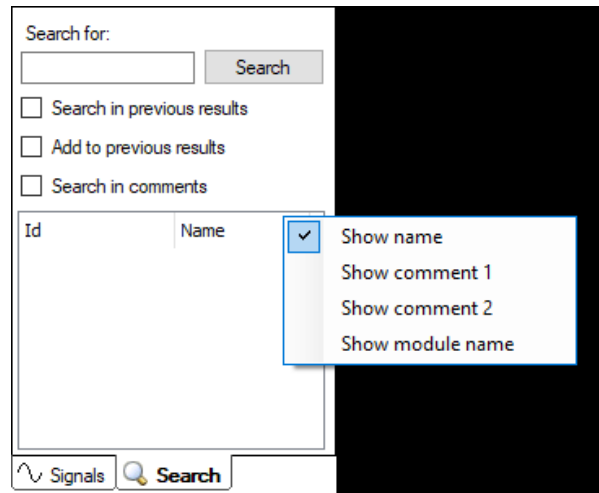 Search for:
Search
Search in previous results
Add to previous results
Search in comments
Id Name
Show name
Show comment 1
Show comment 2
Show module name
Signals Search